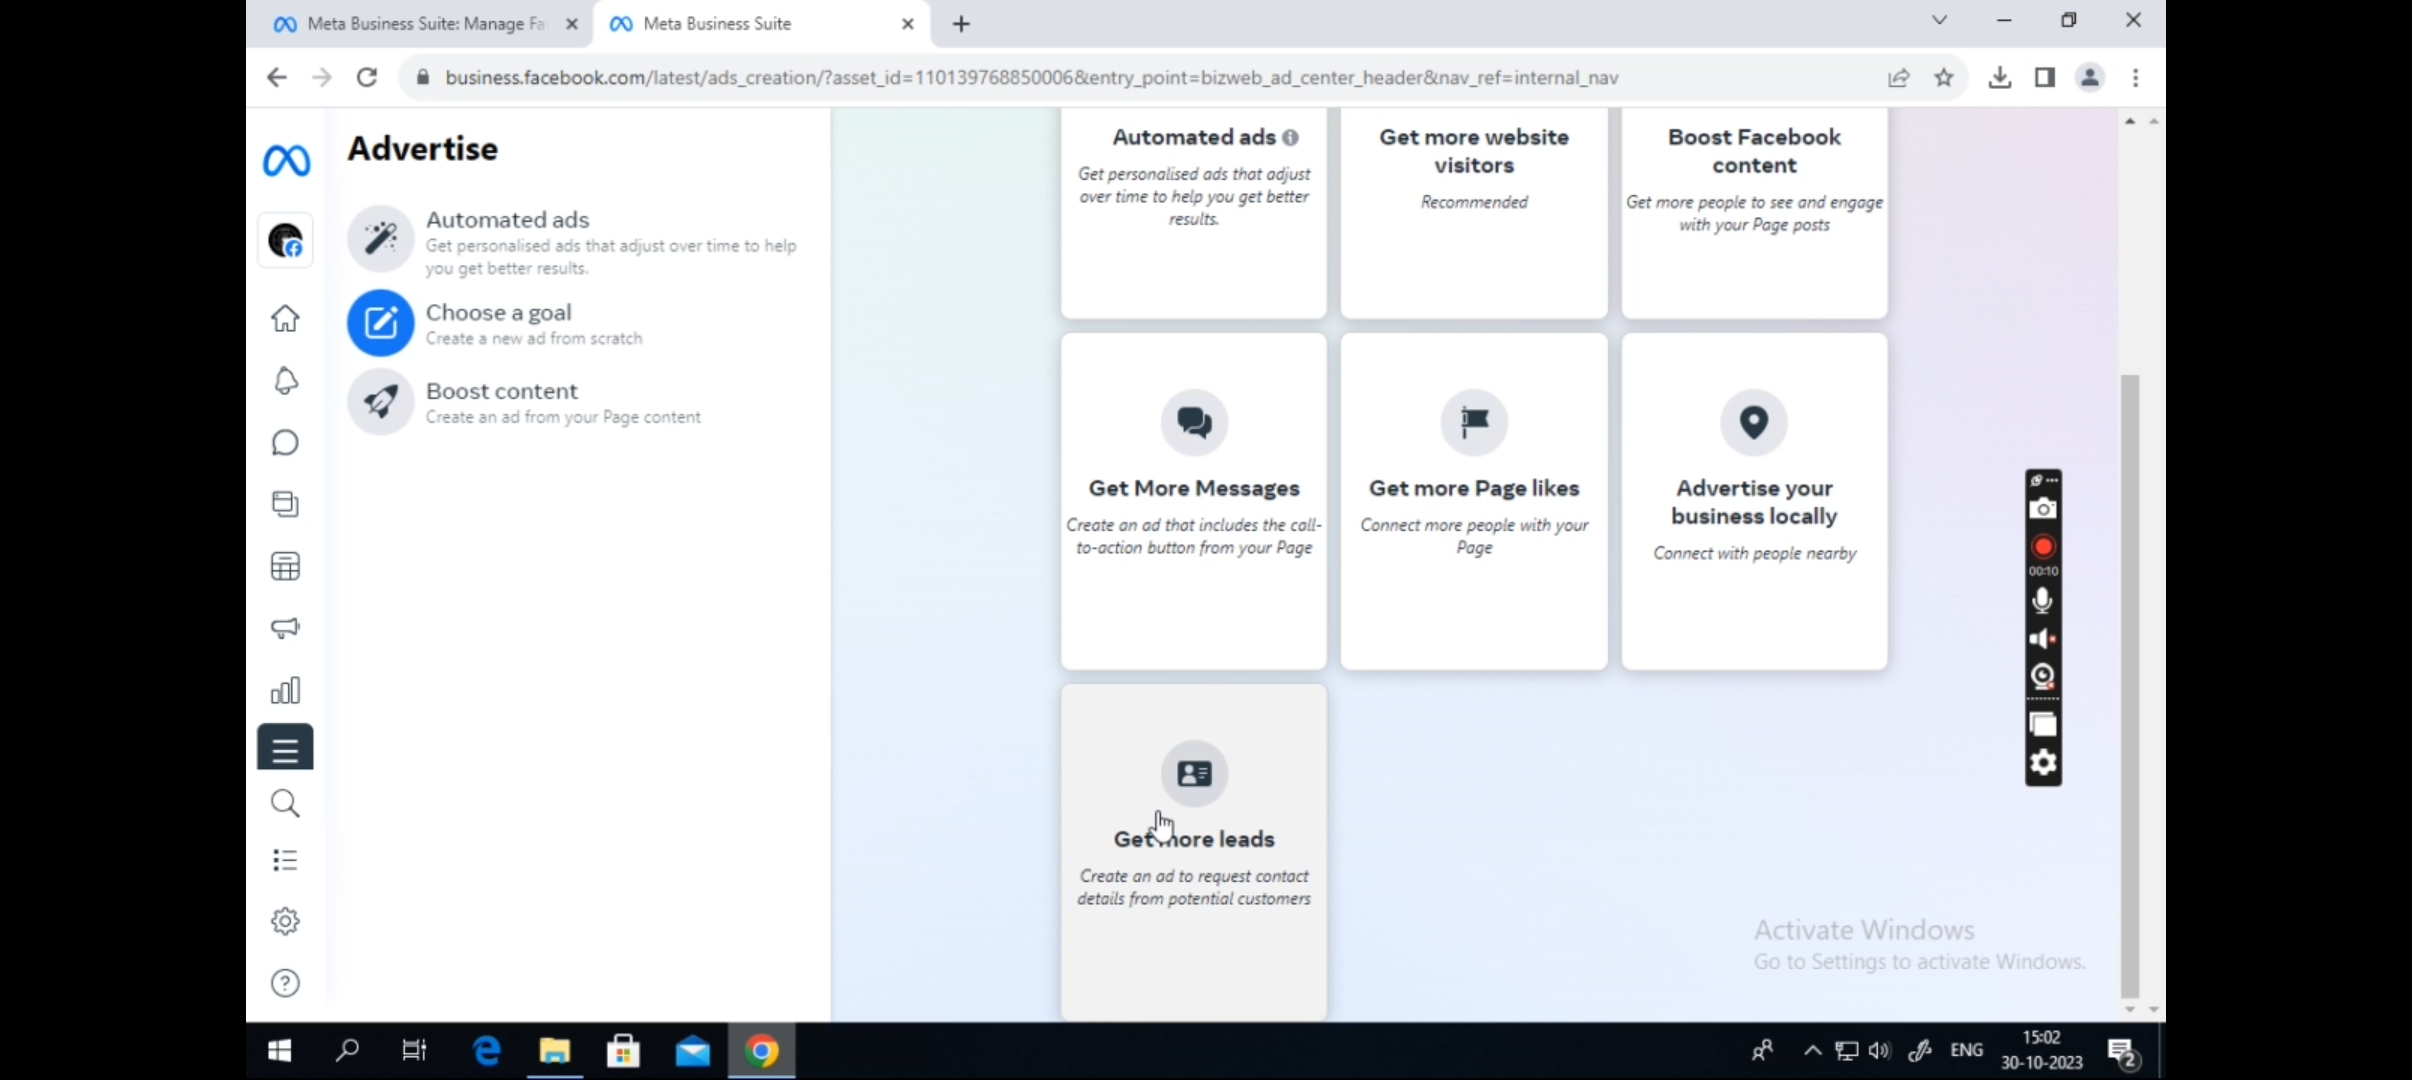 Meta Business Suite: Manage Fa
Meta Business Suite
business.facebook.com/latest/ads_creation/?asset_id=110139768850006&entry_point=bizweb_ad_center_header&nav_ref=internal_nav
Advertise
Automated ads
Get personalised ads that adjust over time to help
you get better results.
Choose a goal
Create a new ad from scratch
Boost content
Create an ad from your Page content
Automated ads
Get personalised ads that adjust
over time to help you get better
results.
Get more website
visitors
Recommended
Boost Facebook
content
Get more people to see and engage
with your Page posts
Get More Messages
Create an ad that includes the call-
to-action button from your Page
Get more Page likes
Connect more people with your
Page
Advertise your
business locally
Connect with people nearby
Get more leads
Create an ad to request contact
details from potential customers
00:10
Activate Windows
Go to Settings to activate Windows.
ENG
15:02
30-10-2023
2